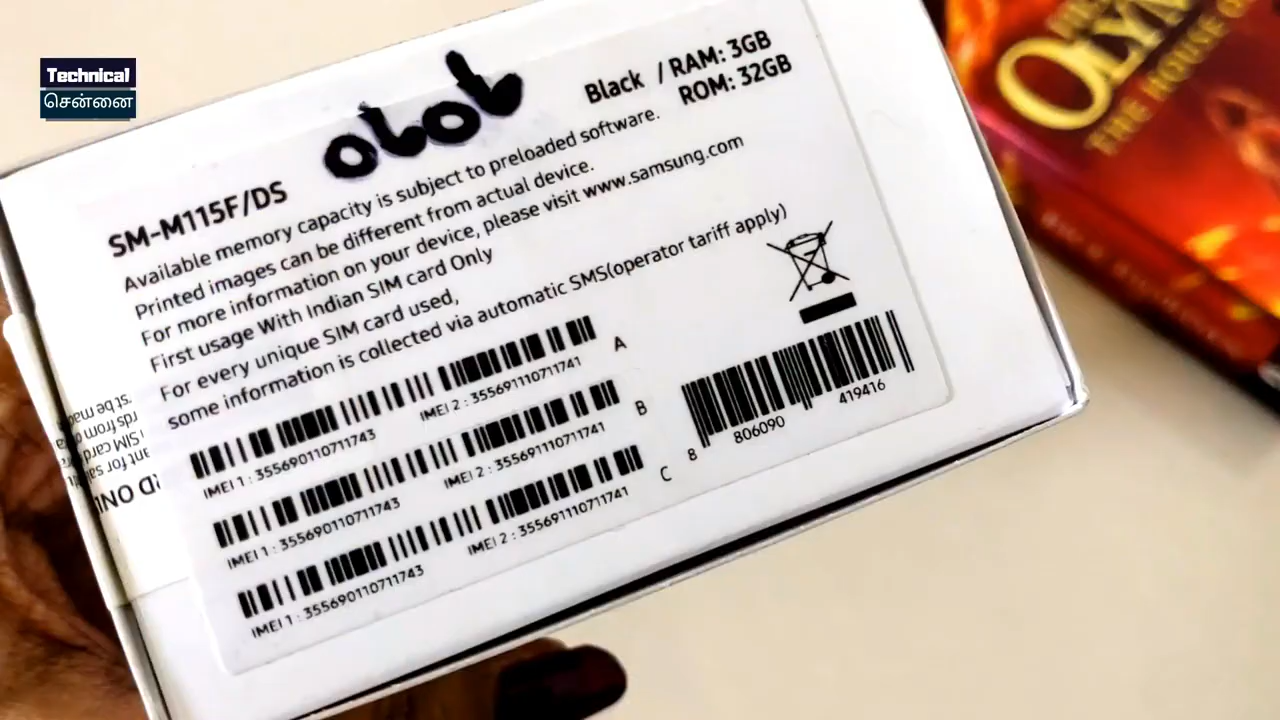 Technical
சென்னை
Black / RAM: 3GB
ROM: 32GB
SM-M115F/DS
Available memory capacity is subject to preloaded software.
Printed images can be different from actual device.
For more information on your device, please visit www.samsung.com
First usage With Indian SIM card Only
For every unique SIM card used,
some information is collected via automatic SMS(operator tariff apply)
IMEI 1 : 355690110711743 IMEI 2 : 355691110711741 A
IMEI 1 : 355690110711743 IMEI 2 : 355691110711741 B
IMEI 1 : 355690110711743 IMEI 2 : 355691110711741 C
8 806090 419416
THE HOUSE